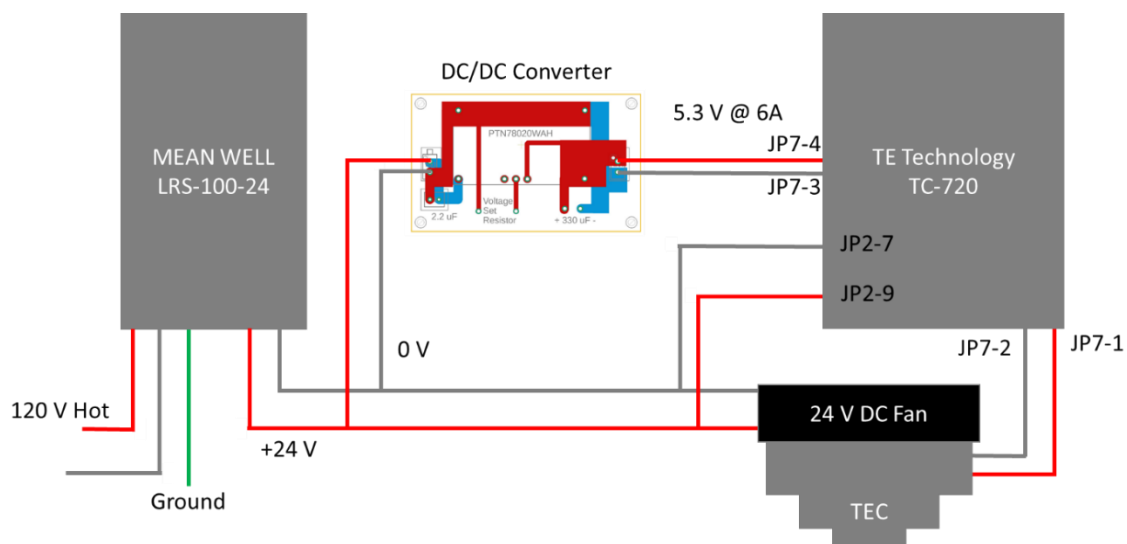 DC/DC Converter
MEAN WELL
LRS-100-24
PTN78020WAH
2.2 uF
Voltage
Set
Resistor
+ 330 uF -
5.3 V @ 6A
JP7-4
JP7-3
TE Technology
TC-720
JP2-7
JP2-9
JP7-2
JP7-1
0 V
120 V Hot
+24 V
Ground
24 V DC Fan
TEC